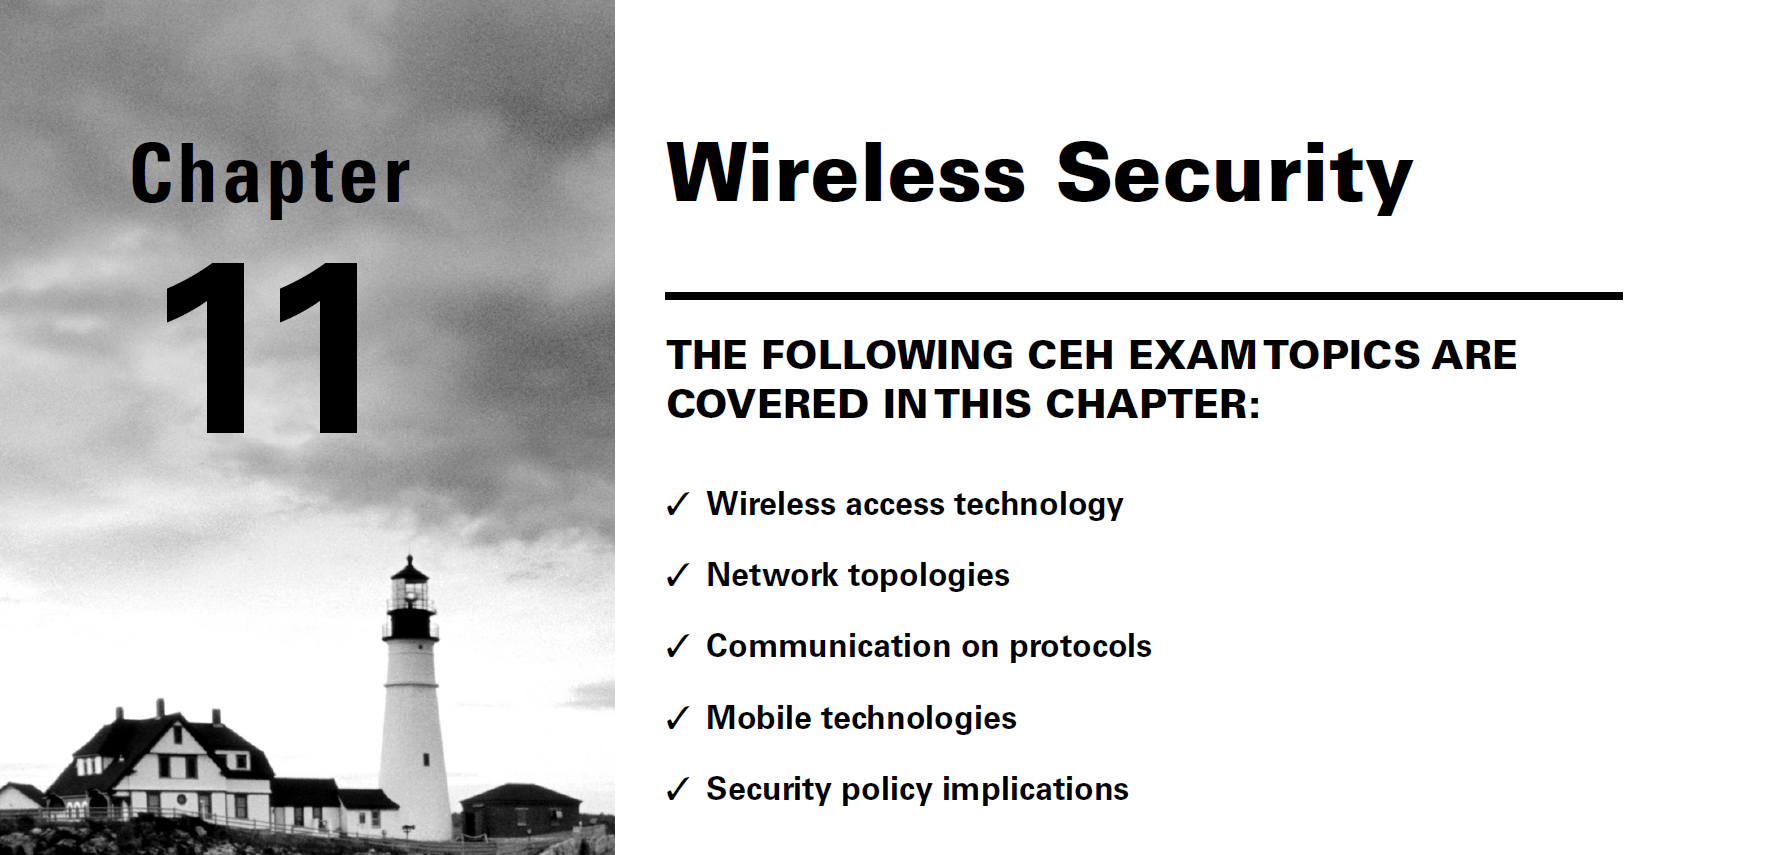 Chapter
11
Wireless Security
THE FOLLOWING CEH EXAM TOPICS ARE
COVERED IN THIS CHAPTER:
✓ Wireless access technology
✓ Network topologies
✓ Communication on protocols
✓ Mobile technologies
✓ Security policy implications